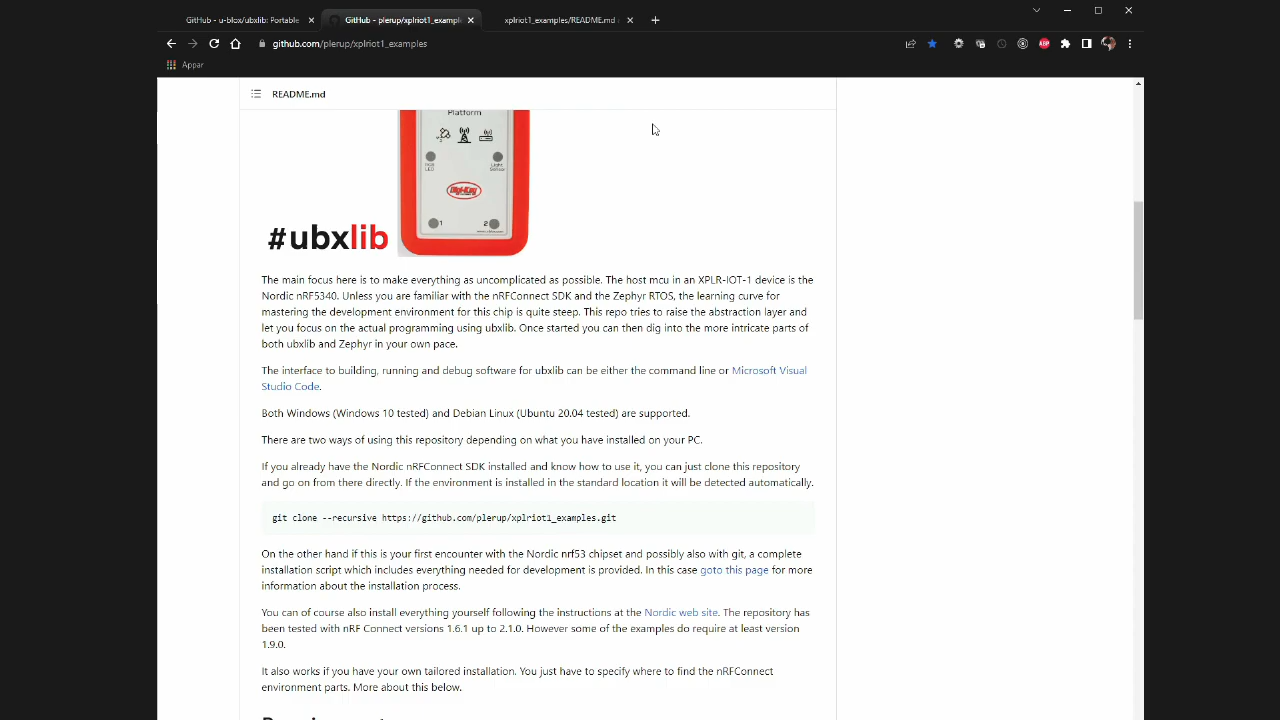 GitHub - u-blox/ubxlib: Portable
GitHub - plerup/xplriot1_exampl
xplriot1_examples/README.md
github.com/plerup/xplriot1_examples
ABP
Appar
README.md
Platform
RGB LED
Light Sensor
Digi-Key
1
2
#ubxlib
The main focus here is to make everything as uncomplicated as possible. The host mcu in an XPLR-IOT-1 device is the
Nordic nRF5340. Unless you are familiar with the nRFConnect SDK and the Zephyr RTOS, the learning curve for
mastering the development environment for this chip is quite steep. This repo tries to raise the abstraction layer and
let you focus on the actual programming using ubxlib. Once started you can then dig into the more intricate parts of
both ubxlib and Zephyr in your own pace.
The interface to building, running and debug software for ubxlib can be either the command line or Microsoft Visual
Studio Code.
Both Windows (Windows 10 tested) and Debian Linux (Ubuntu 20.04 tested) are supported.
There are two ways of using this repository depending on what you have installed on your PC.
If you already have the Nordic nRFConnect SDK installed and know how to use it, you can just clone this repository
and go on from there directly. If the environment is installed in the standard location it will be detected automatically.
git clone --recursive https://github.com/plerup/xplriot1_examples.git
On the other hand if this is your first encounter with the Nordic nrf53 chipset and possibly also with git, a complete
installation script which includes everything needed for development is provided. In this case goto this page for more
information about the installation process.
You can of course also install everything yourself following the instructions at the Nordic web site. The repository has
been tested with nRF Connect versions 1.6.1 up to 2.1.0. However some of the examples do require at least version
1.9.0.
It also works if you have your own tailored installation. You just have to specify where to find the nRFConnect
environment parts. More about this below.